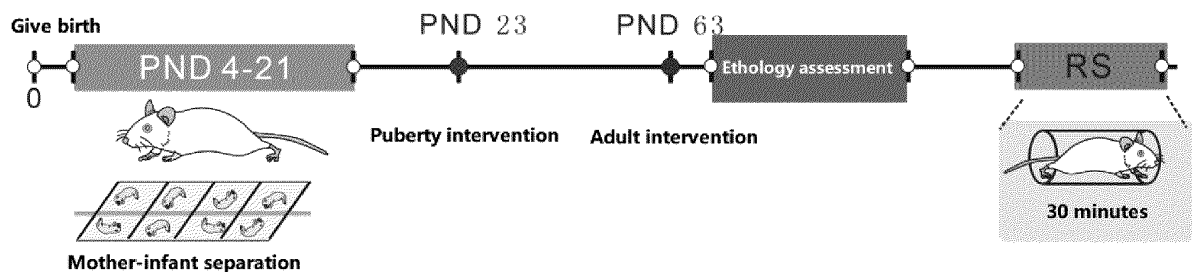 Give birth
PND 23
PND 63
PND 4-21
Ethology assessment
RS
0
Puberty intervention
Adult intervention
30 minutes
Mother-infant separation